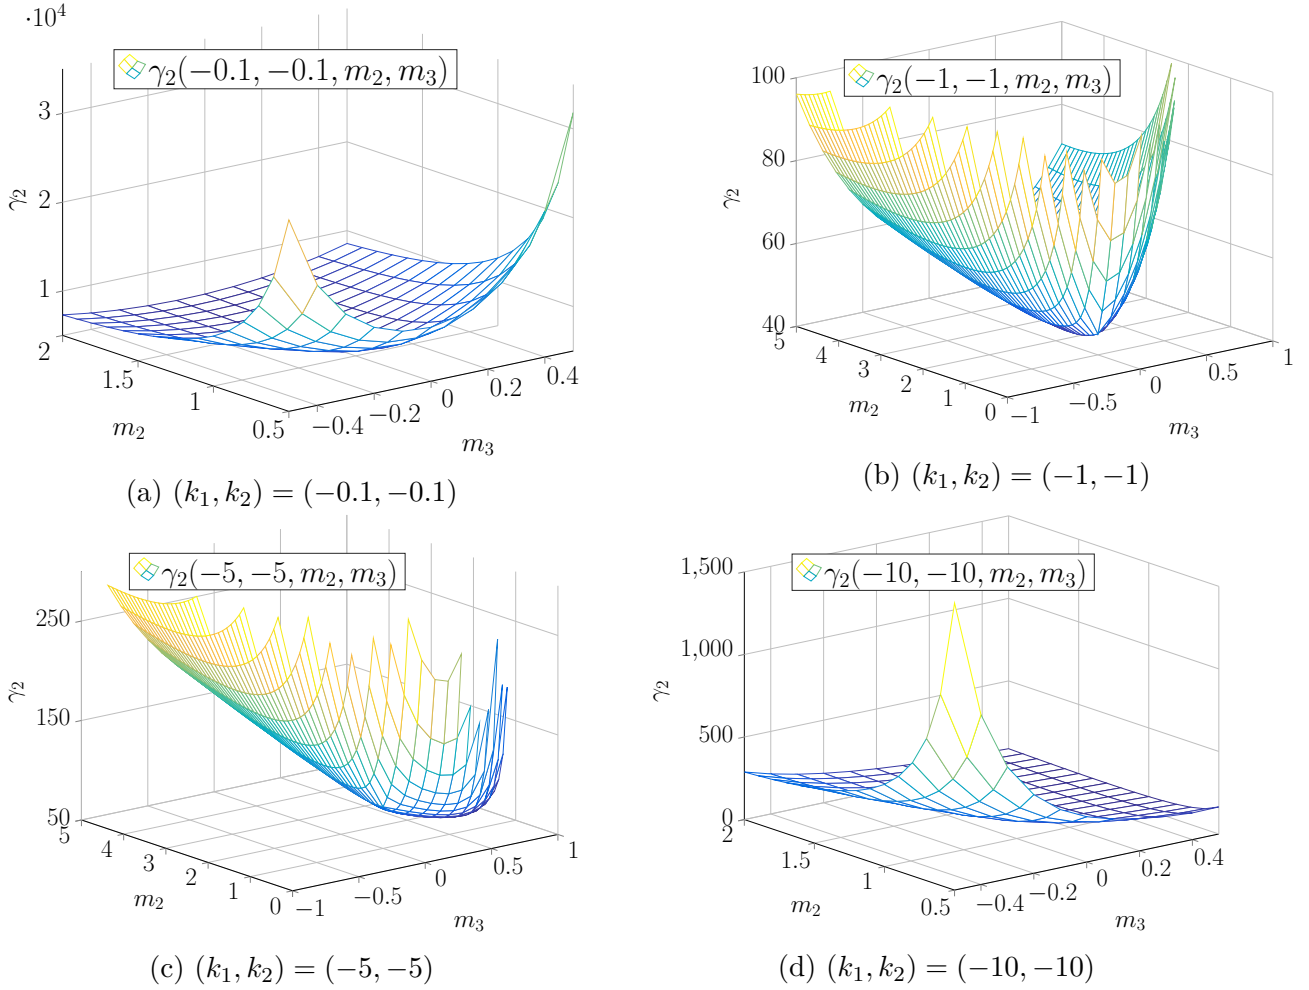 ·10⁴
γ₂(−0.1, −0.1, m₂, m₃)
3
2
1
γ₂
2
1.5
1
0.5
m₂
−0.4
−0.2
0
0.2
0.4
m₃
(a) (k₁, k₂) = (−0.1, −0.1)
γ₂(−1, −1, m₂, m₃)
100
80
60
40
γ₂
5
4
3
2
1
0
m₂
−1
−0.5
0
0.5
1
m₃
(b) (k₁, k₂) = (−1, −1)
γ₂(−5, −5, m₂, m₃)
250
150
50
γ₂
5
4
3
2
1
0
m₂
−1
−0.5
0
0.5
1
m₃
(c) (k₁, k₂) = (−5, −5)
γ₂(−10, −10, m₂, m₃)
1,500
1,000
500
0
γ₂
2
1.5
1
0.5
m₂
−0.4
−0.2
0
0.2
0.4
m₃
(d) (k₁, k₂) = (−10, −10)